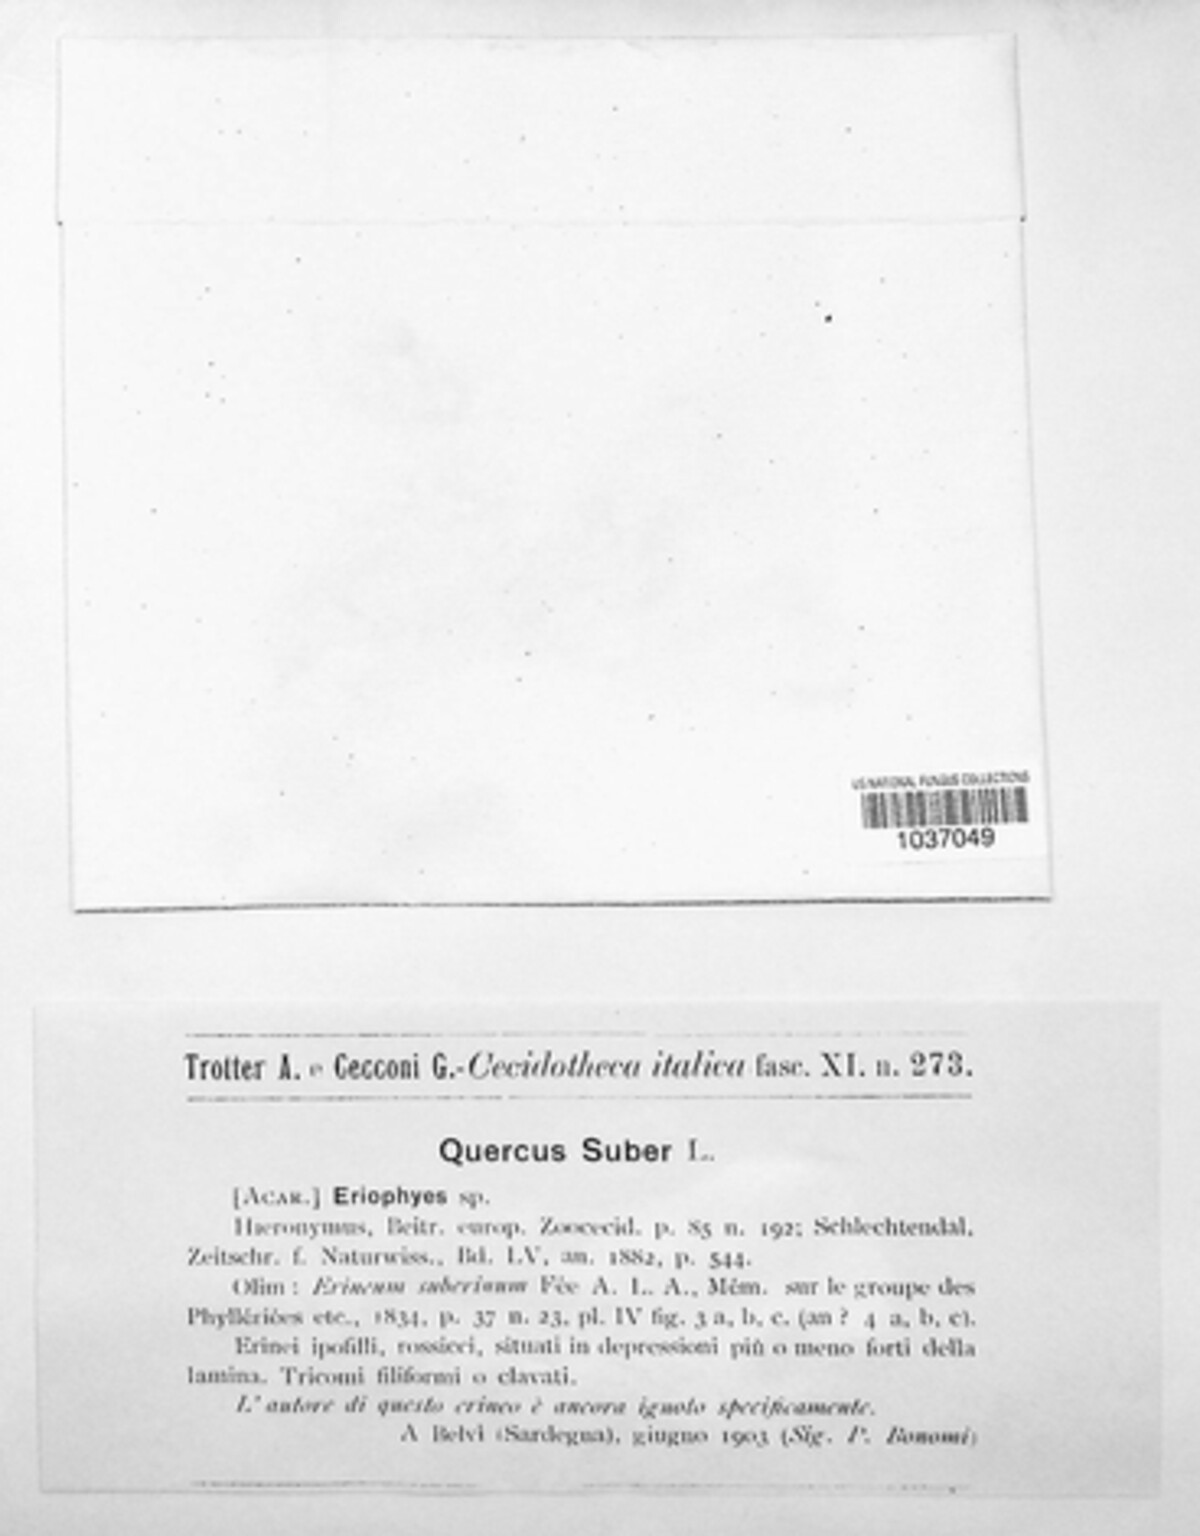 US NATIONAL FUNGUS COLLECTIONS
1037049
Trotter A. e Cecconi G.-Cecidotheca italica fasc. XI. n. 273.
Quercus Suber L.
[ACAR.] Eriophyes sp.
Hieronymus, Beitr. europ. Zoocecid. p. 85 n. 192; Schlechtendal,
Zeitschr. f. Naturwiss., Bd. LV, an. 1882, p. 544.
Olim : Erineum suberinum Fée A. L. A., Mém. sur le groupe des
Phyllériées etc., 1834, p. 37 n. 23, pl. IV fig. 3 a, b, c. (an ? 4 a, b, c).
Erinei ipofilli, rossicci, situati in depressioni più o meno forti della
lamina. Tricomi filiformi o clavati.
L' autore di questo erineo è ancora ignoto specificamente.
A Belvì (Sardegna), giugno 1903 (Sig. P. Bonomi)